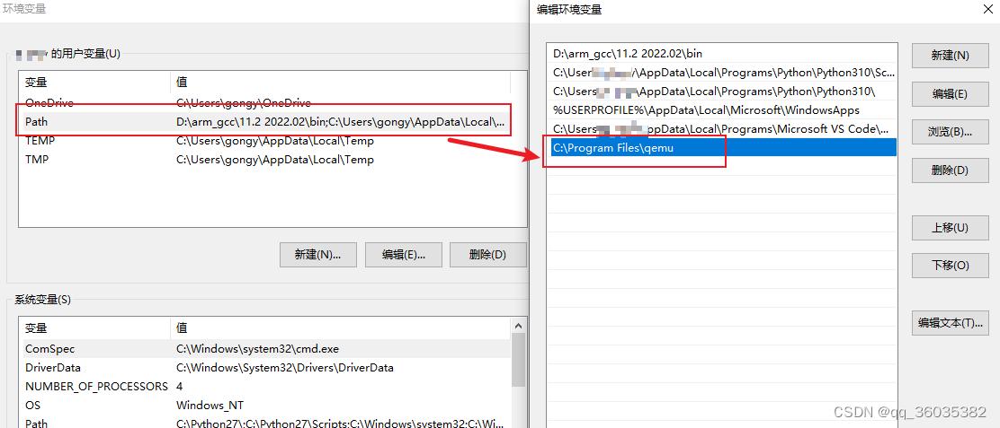 环境变量
的用户变量(U)
变量 值
OneDrive C:\Users\gongy\OneDrive
Path D:\arm_gcc\11.2 2022.02\bin;C:\Users\gongy\AppData\Local\...
TEMP C:\Users\gongy\AppData\Local\Temp
TMP C:\Users\gongy\AppData\Local\Temp
新建(N)... 编辑(E)... 删除(D)
系统变量(S)
变量 值
ComSpec C:\Windows\system32\cmd.exe
DriverData C:\Windows\System32\Drivers\DriverData
NUMBER_OF_PROCESSORS 4
OS Windows_NT
Path C:\Python27\;C:\Python27\Scripts;C:\Windows\system32;C:\Wi...
编辑环境变量
D:\arm_gcc\11.2 2022.02\bin
C:\User \AppData\Local\Programs\Python\Python310\Sc...
C:\Users \AppData\Local\Programs\Python\Python310\
%USERPROFILE%\AppData\Local\Microsoft\WindowsApps
C:\Users ppData\Local\Programs\Microsoft VS Code\...
C:\Program Files\qemu
新建(N)
编辑(E)
浏览(B)...
删除(D)
上移(U)
下移(O)
编辑文本(T)...
CSDN @qq_36035382